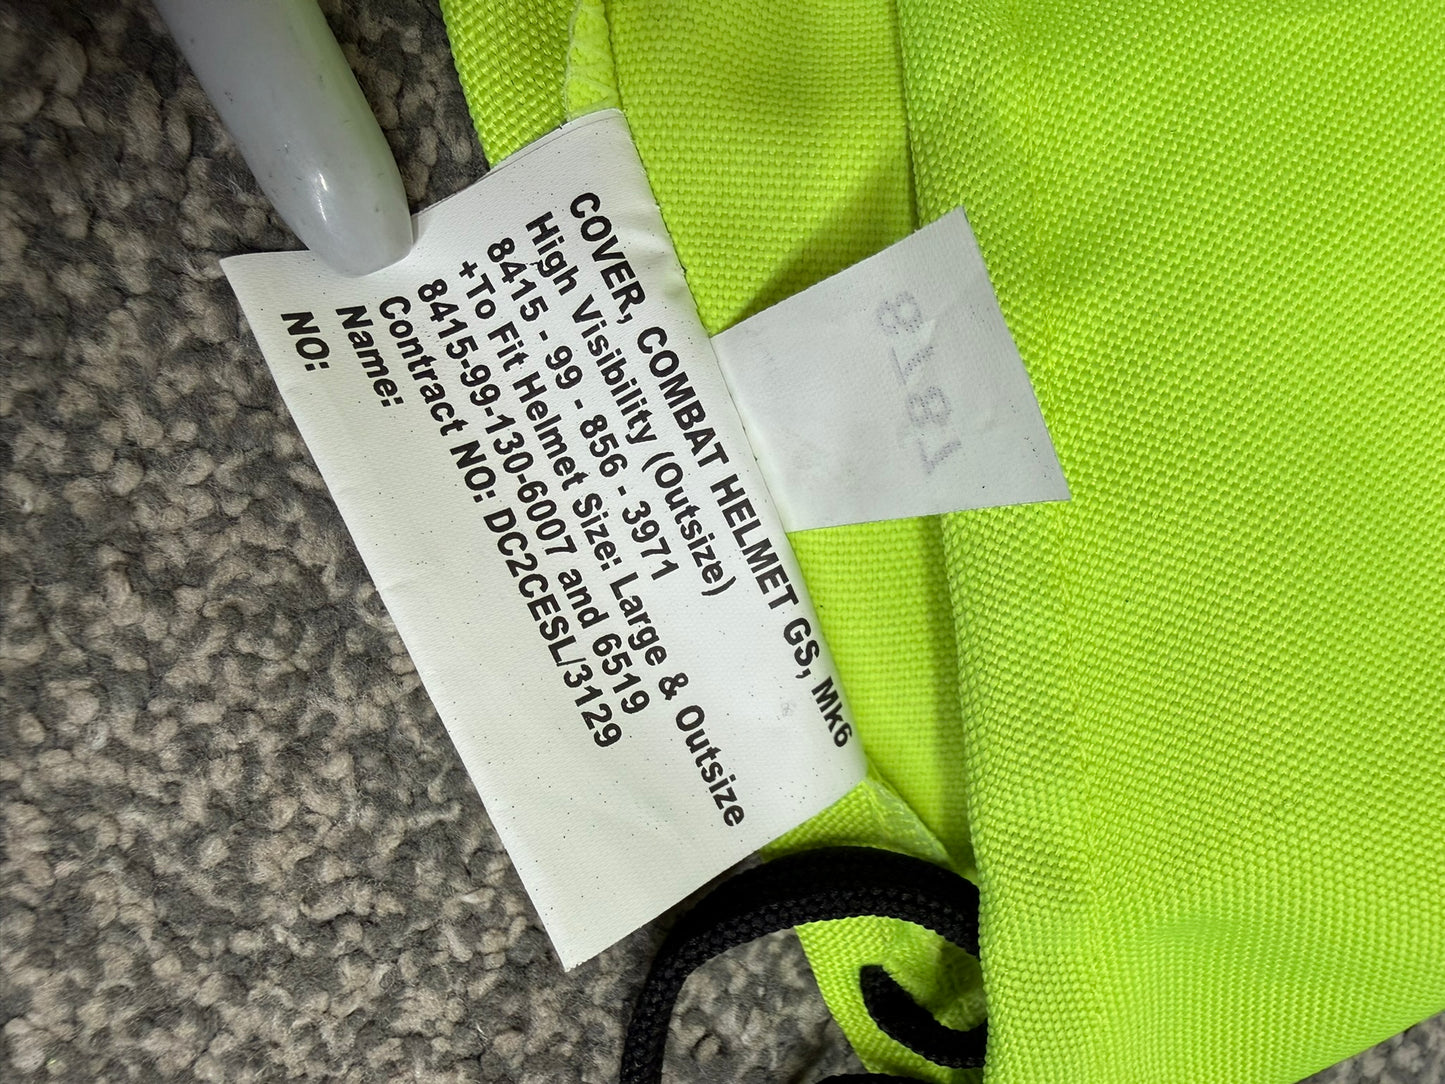 COVER, COMBAT HELMET GS, Mk6
High Visibility (Outsize)
8415 - 99 - 856 - 3971
+To Fit Helmet Size: Large & Outsize
8415-99-130-6007 and 6519
Contract NO: DC2CESL/3129
Name:
NO: